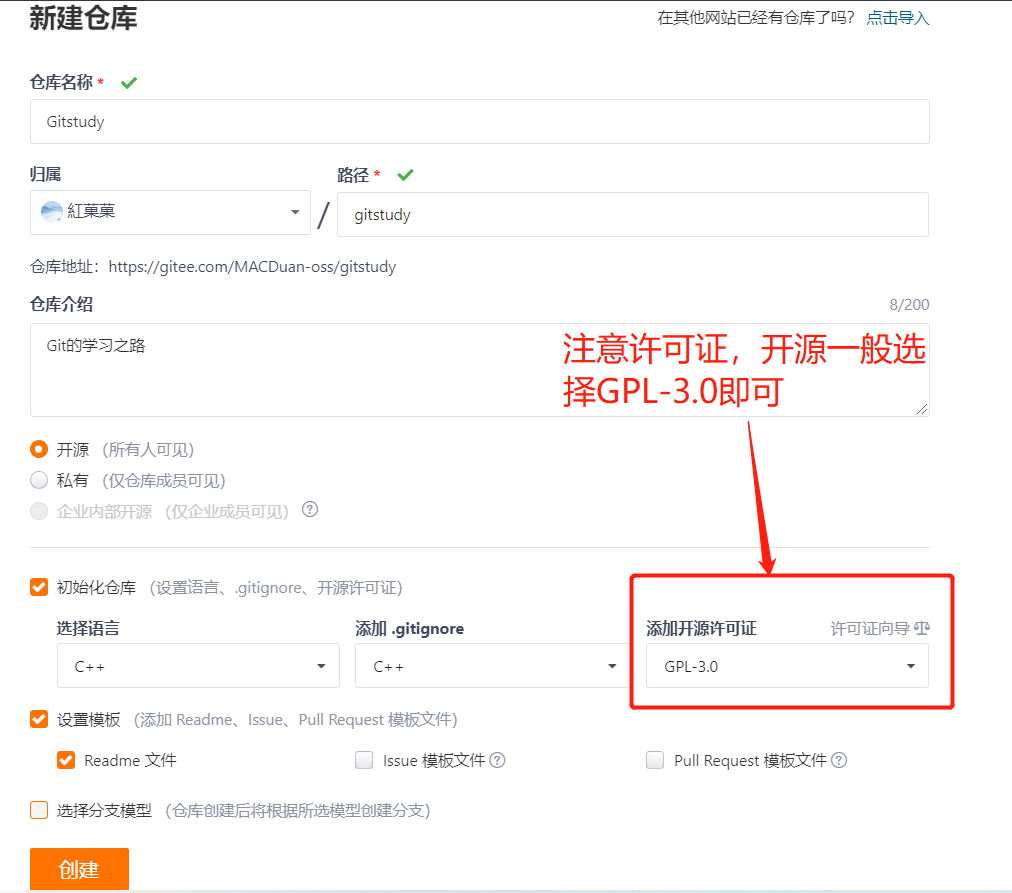 新建仓库
在其他网站已经有仓库了吗? 点击导入
仓库名称 *
Gitstudy
归属
路径 *
紅菓菓
/
gitstudy
仓库地址：https://gitee.com/MACDuan-oss/gitstudy
仓库介绍
8/200
Git的学习之路
注意许可证，开源一般选
择GPL-3.0即可
开源 (所有人可见)
私有 (仅仓库成员可见)
企业内部开源 (仅企业成员可见) ?
初始化仓库 (设置语言、.gitignore、开源许可证)
选择语言
添加 .gitignore
添加开源许可证
许可证向导
C++
C++
GPL-3.0
设置模板 (添加 Readme、Issue、Pull Request 模板文件)
Readme 文件
Issue 模板文件 ?
Pull Request 模板文件 ?
选择分支模型 (仓库创建后将根据所选模型创建分支)
创建